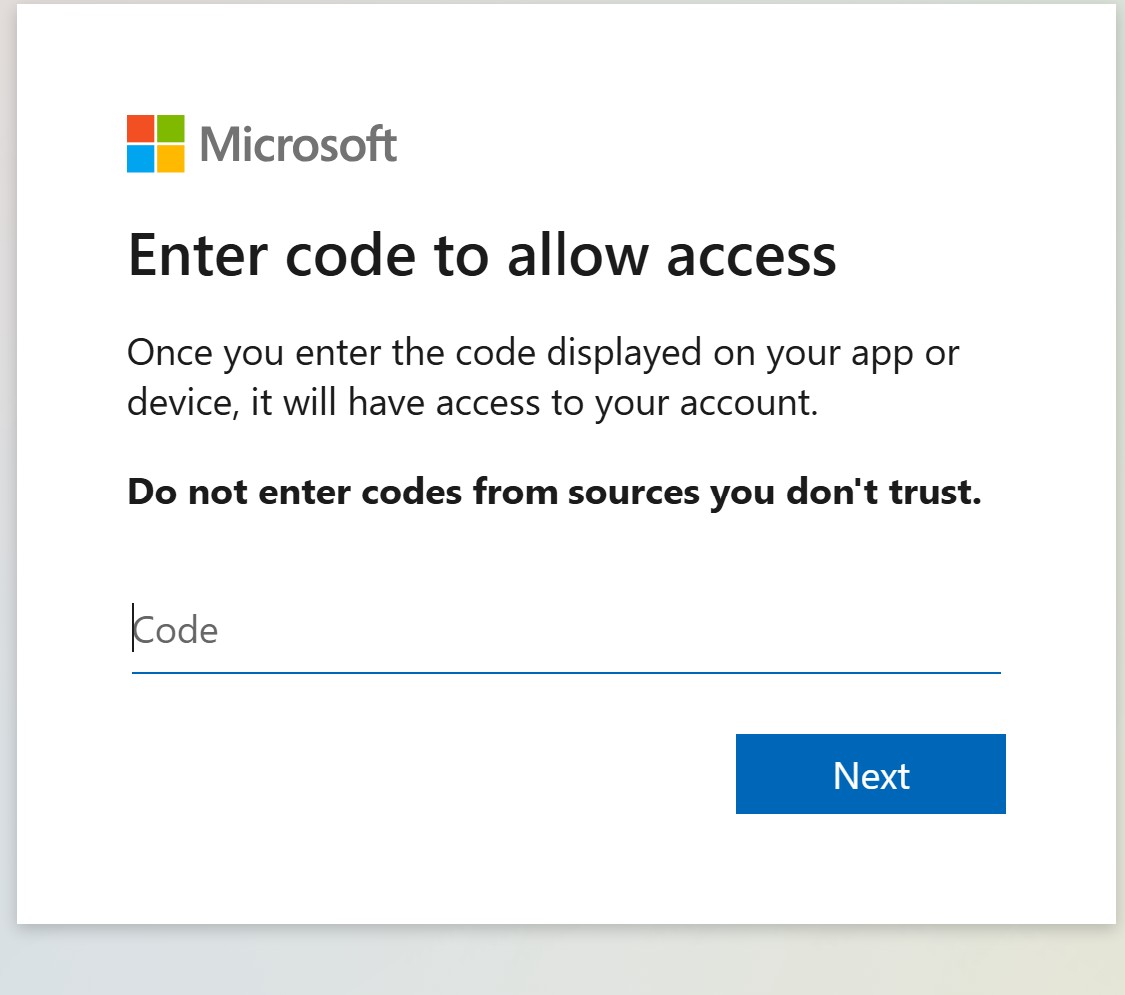 Microsoft
Enter code to allow access
Once you enter the code displayed on your app or
device, it will have access to your account.
Do not enter codes from sources you don't trust.
Code
Next